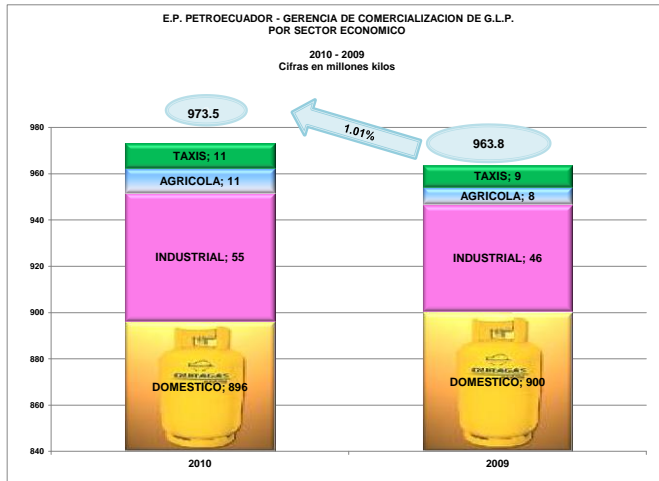 E.P. PETROECUADOR - GERENCIA DE COMERCIALIZACION DE G.L.P.
POR SECTOR ECONOMICO
2010 - 2009
Cifras en millones kilos
973.5
1.01%
963.8
980
960
940
920
900
880
860
840
TAXIS; 11
AGRICOLA; 11
INDUSTRIAL; 55
DOMESTICO; 896
TAXIS; 9
AGRICOLA; 8
INDUSTRIAL; 46
DOMESTICO; 900
2010
2009